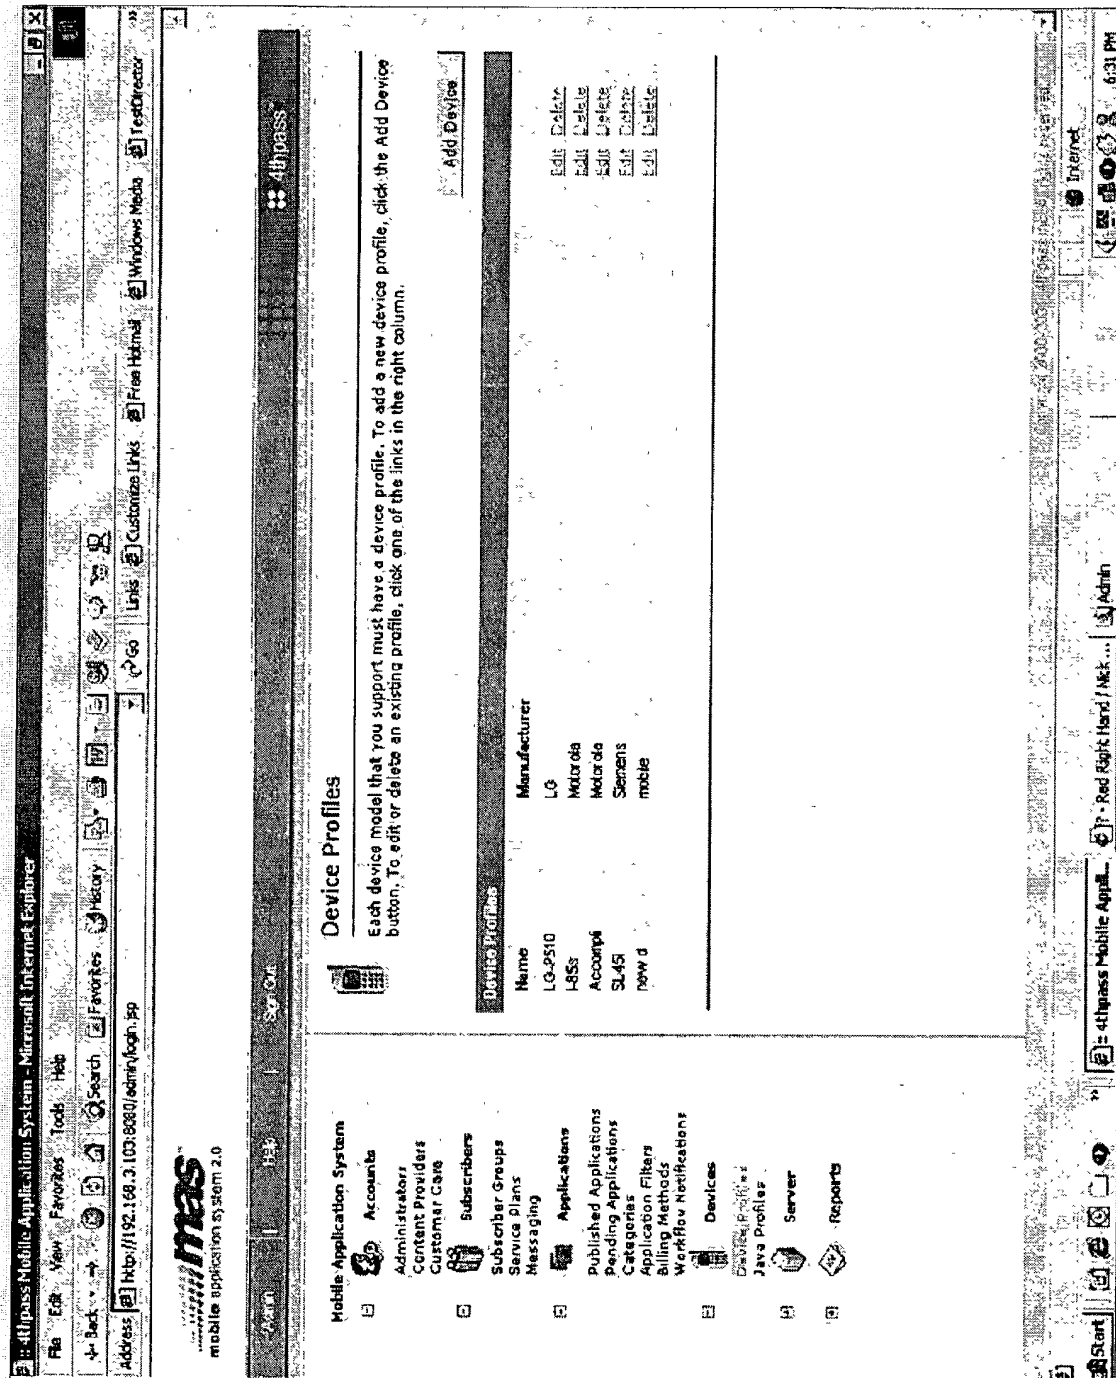 4thpass Mobile Application System - Microsoft Internet Explorer
File Edit View Favorites Tools Help
Back Search Favorites History
Address http://192.168.3.103:8080/admin/login.jsp Go Links Customize Links Free Hotmail Windows Media TestDirector
mas
mobile application system 2.0
Admin | Help | Sign Out 4thpass
Mobile Application System
Accounts
Administrators
Content Providers
Customer Care
Subscribers
Subscriber Groups
Service Plans
Messaging
Applications
Published Applications
Pending Applications
Categories
Application Filters
Billing Methods
Workflow Notifications
Devices
Device Profiles
Java Profiles
Server
Reports
Device Profiles
Each device model that you support must have a device profile. To add a new device profile, click the Add Device
button. To edit or delete an existing profile, click one of the links in the right column.
Add Device
Device Profiles
Name Manufacturer
LG-P510 LG Edit Delete
i-85s Motorola Edit Delete
Accompli Motorola Edit Delete
SL45i Siemens Edit Delete
new d mobile Edit Delete
Internet
Start 4thpass Mobile Appli... ? - Red Right Hand / Nick ... Admin 6:31 PM